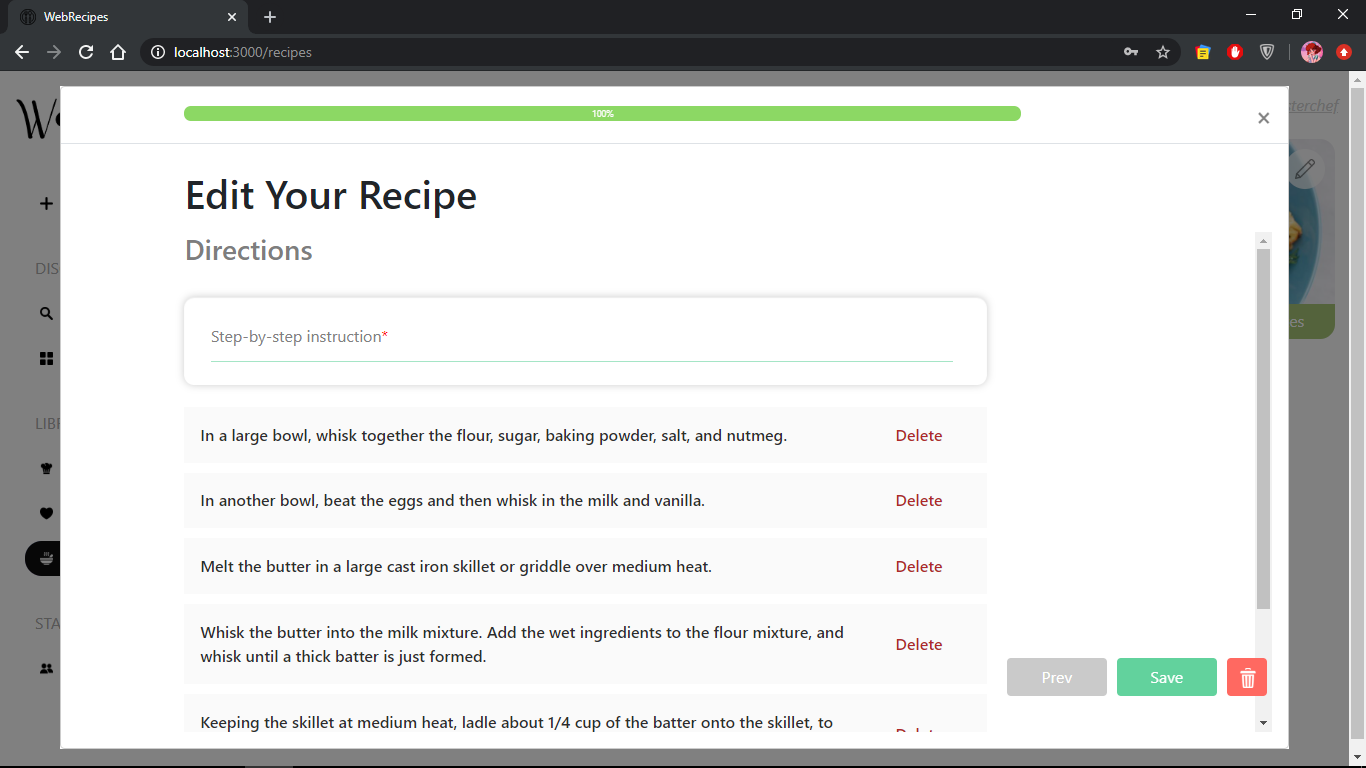 WebRecipes
localhost:3000/recipes
100%
Edit Your Recipe
Directions
Step-by-step instruction*
In a large bowl, whisk together the flour, sugar, baking powder, salt, and nutmeg.
Delete
In another bowl, beat the eggs and then whisk in the milk and vanilla.
Delete
Melt the butter in a large cast iron skillet or griddle over medium heat.
Delete
Whisk the butter into the milk mixture. Add the wet ingredients to the flour mixture, and
whisk until a thick batter is just formed.
Delete
Keeping the skillet at medium heat, ladle about 1/4 cup of the batter onto the skillet, to
Prev
Save